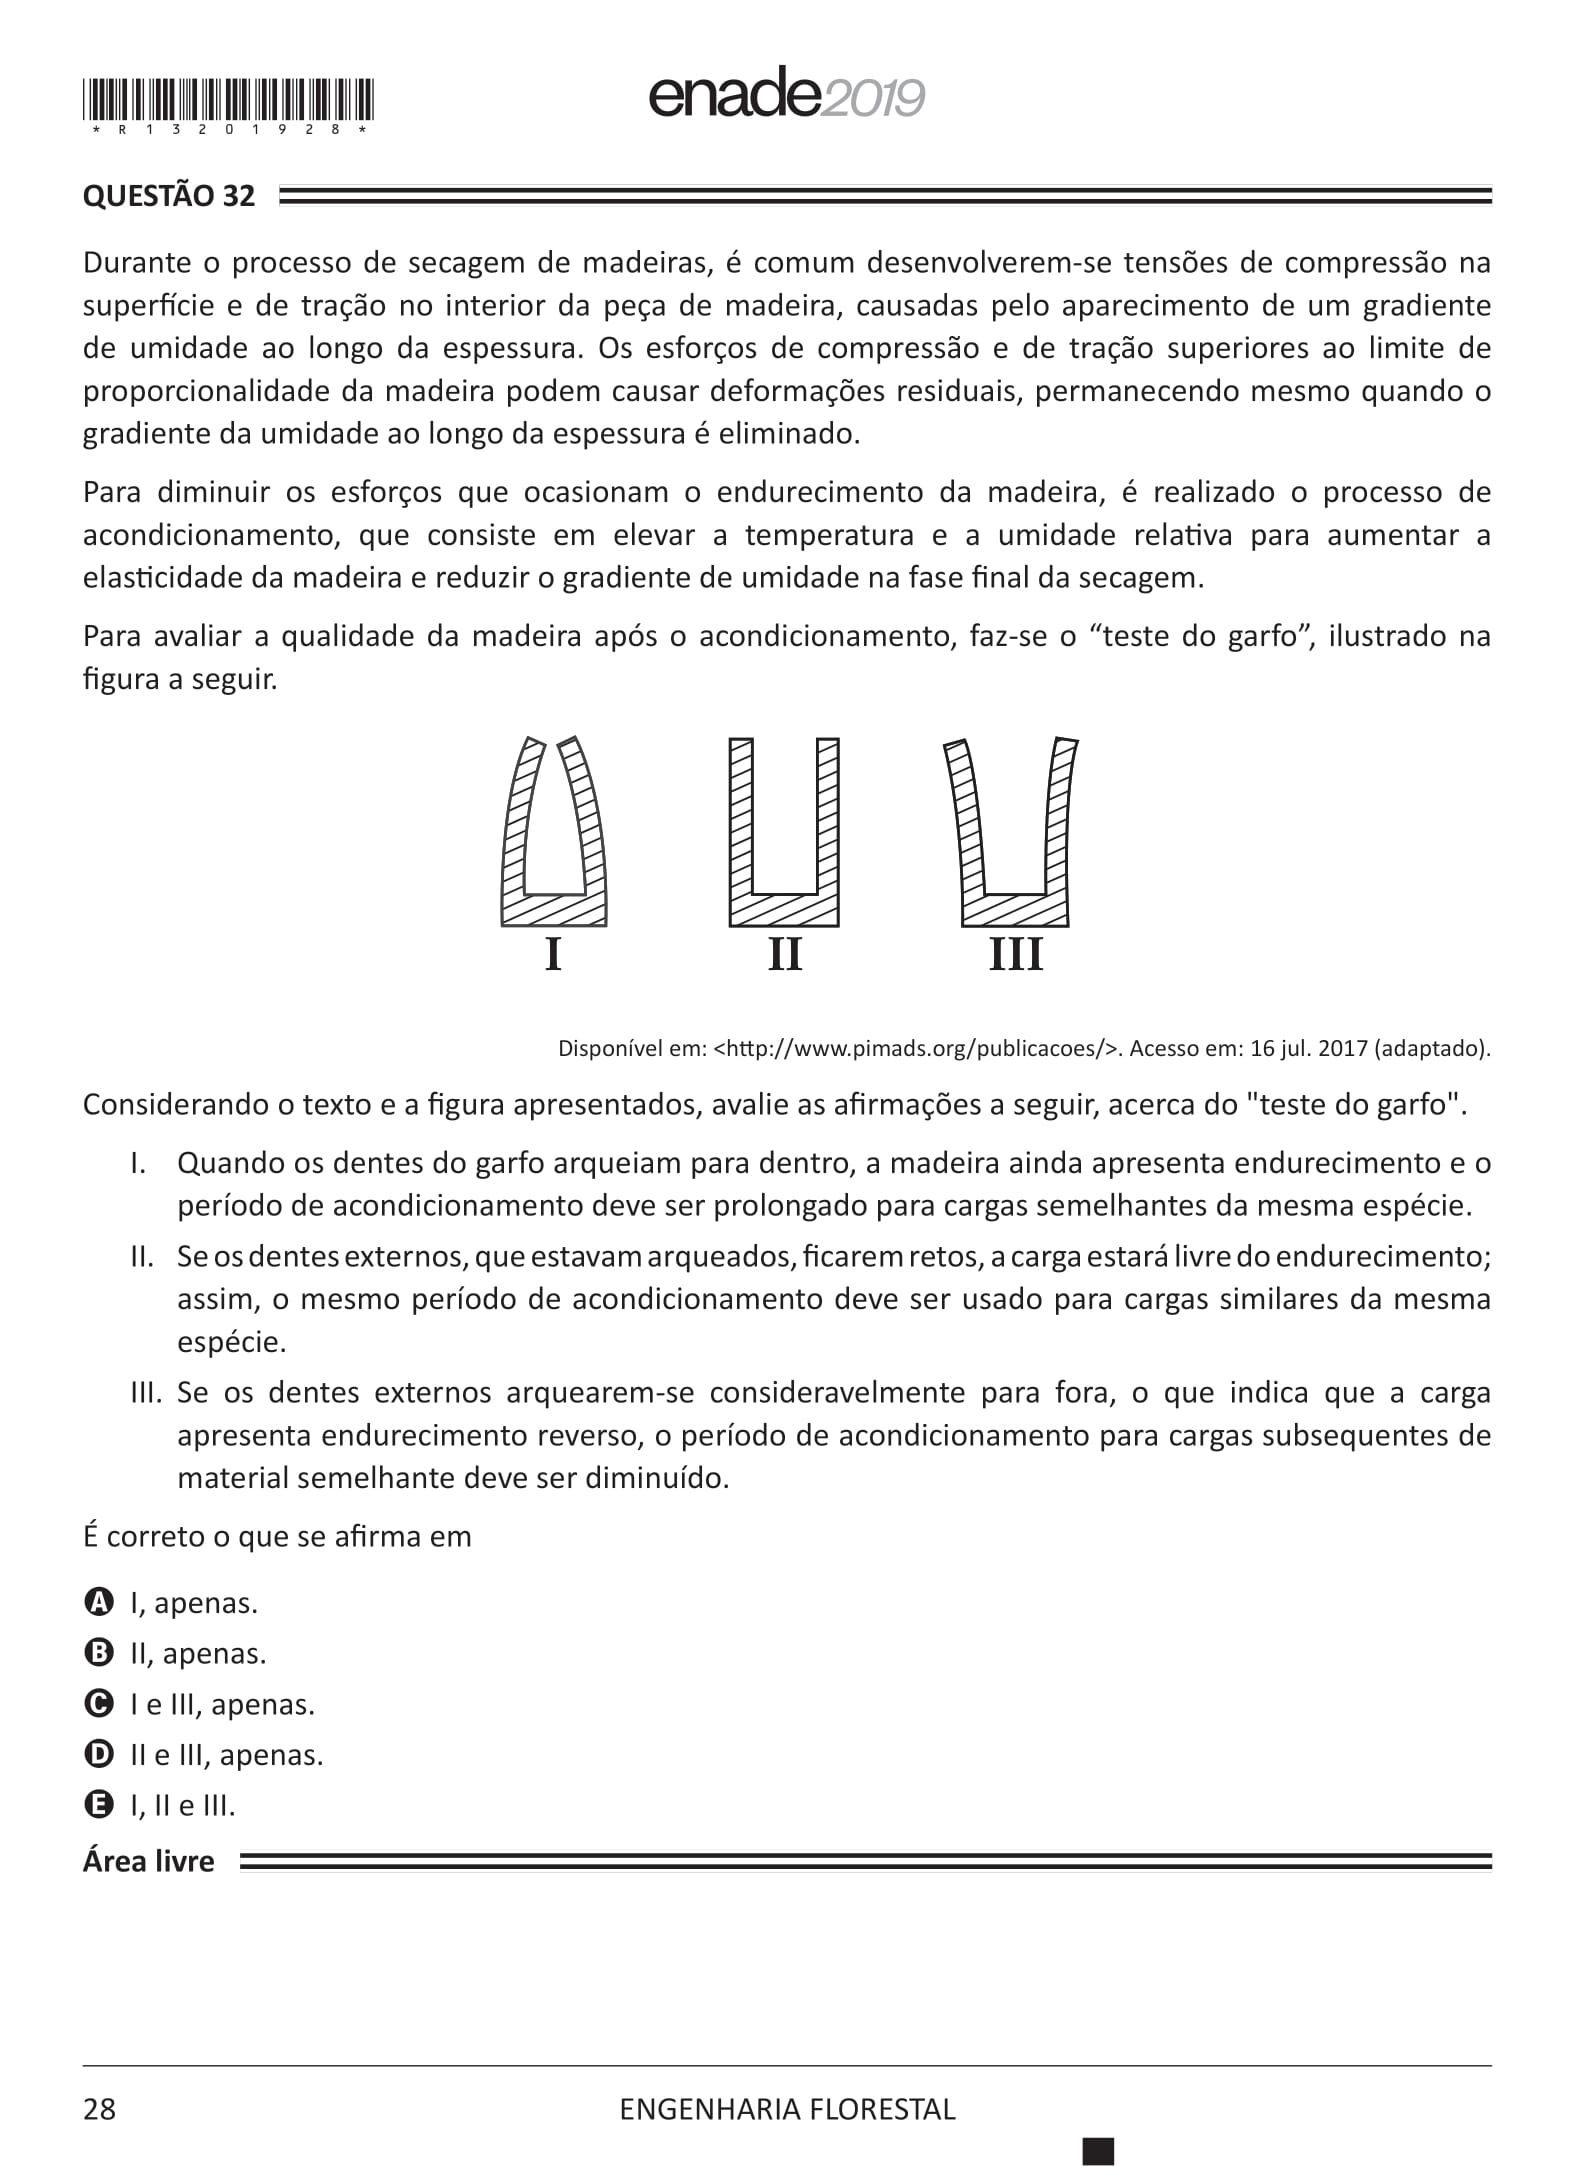 *R13201928*
enade2019
QUESTÃO 32
Durante o processo de secagem de madeiras, é comum desenvolverem-se tensões de compressão na
superfície e de tração no interior da peça de madeira, causadas pelo aparecimento de um gradiente
de umidade ao longo da espessura. Os esforços de compressão e de tração superiores ao limite de
proporcionalidade da madeira podem causar deformações residuais, permanecendo mesmo quando o
gradiente da umidade ao longo da espessura é eliminado.
Para diminuir os esforços que ocasionam o endurecimento da madeira, é realizado o processo de
acondicionamento, que consiste em elevar a temperatura e a umidade relativa para aumentar a
elasticidade da madeira e reduzir o gradiente de umidade na fase final da secagem.
Para avaliar a qualidade da madeira após o acondicionamento, faz-se o “teste do garfo”, ilustrado na
figura a seguir.
I II III
Disponível em: <http://www.pimads.org/publicacoes/>. Acesso em: 16 jul. 2017 (adaptado).
Considerando o texto e a figura apresentados, avalie as afirmações a seguir, acerca do "teste do garfo".
I. Quando os dentes do garfo arqueiam para dentro, a madeira ainda apresenta endurecimento e o
período de acondicionamento deve ser prolongado para cargas semelhantes da mesma espécie.
II. Se os dentes externos, que estavam arqueados, ficarem retos, a carga estará livre do endurecimento;
assim, o mesmo período de acondicionamento deve ser usado para cargas similares da mesma
espécie.
III. Se os dentes externos arquearem-se consideravelmente para fora, o que indica que a carga
apresenta endurecimento reverso, o período de acondicionamento para cargas subsequentes de
material semelhante deve ser diminuído.
É correto o que se afirma em
A I, apenas.
B II, apenas.
C I e III, apenas.
D II e III, apenas.
E I, II e III.
Área livre
28 ENGENHARIA FLORESTAL